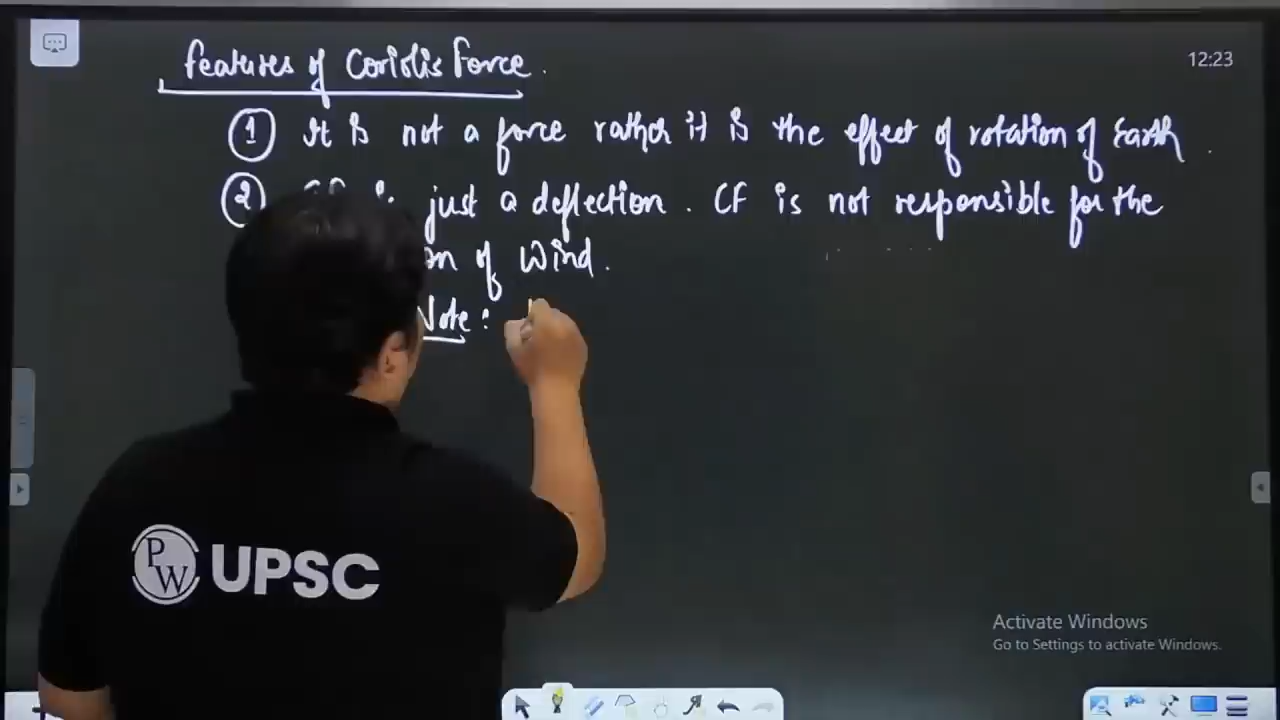 Features of Coriolis Force.
12:23
① It is not a force rather it is the effect of rotation of Earth.
② just a deflection. CF is not responsible for the
of Wind.
Note:
PW UPSC
Activate Windows
Go to Settings to activate Windows.